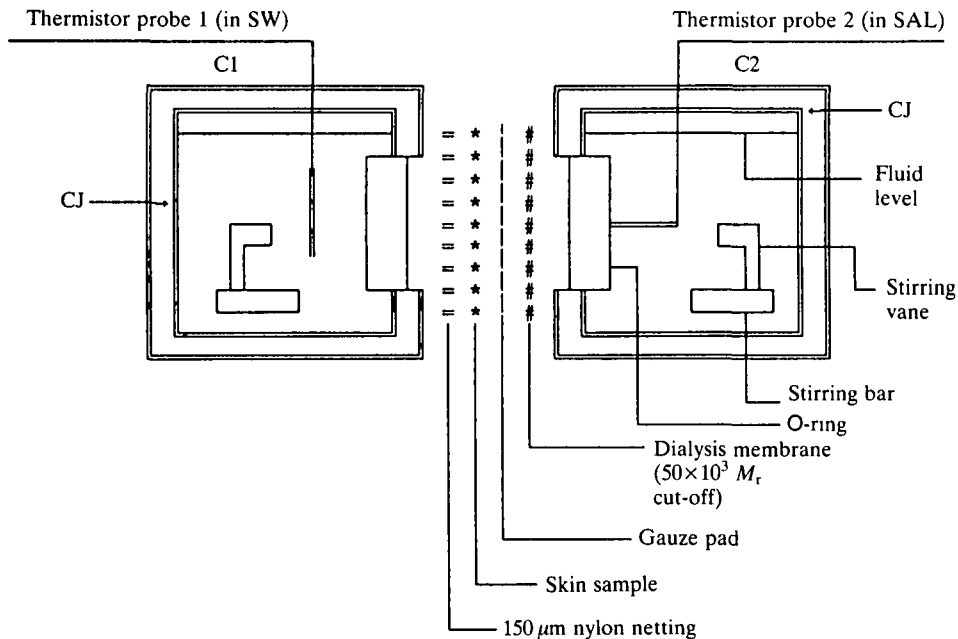 Thermistor probe 1 (in SW)
Thermistor probe 2 (in SAL)
C1
C2
CJ
CJ
Fluid
level
Stirring
vane
Stirring bar
O-ring
Dialysis membrane
(50×10³ Mᵣ
cut-off)
Gauze pad
Skin sample
150 μm nylon netting